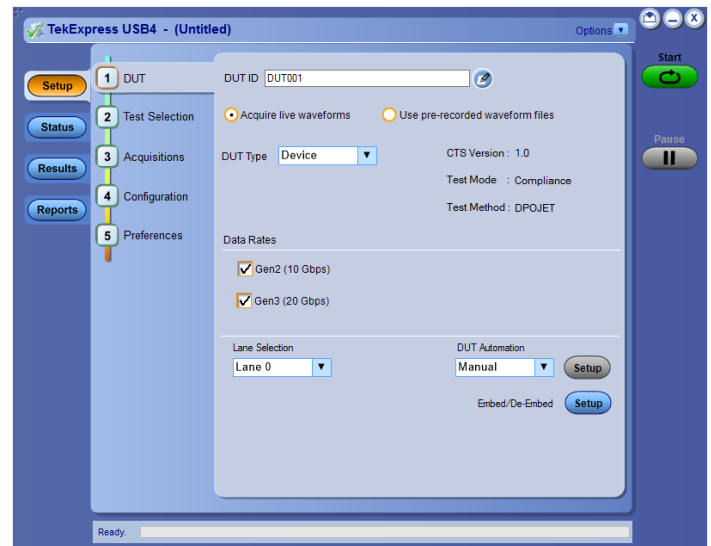 TekExpress USB4 - (Untitled)
Options
Start
Pause
Setup
Status
Results
Reports
1 DUT
2 Test Selection
3 Acquisitions
4 Configuration
5 Preferences
DUT ID DUT001
Acquire live waveforms Use pre-recorded waveform files
DUT Type Device CTS Version : 1.0
Test Mode : Compliance
Test Method : DPOJET
Data Rates
Gen2 (10 Gbps)
Gen3 (20 Gbps)
Lane Selection DUT Automation
Lane 0 Manual Setup
Embed/De-Embed Setup
Ready.